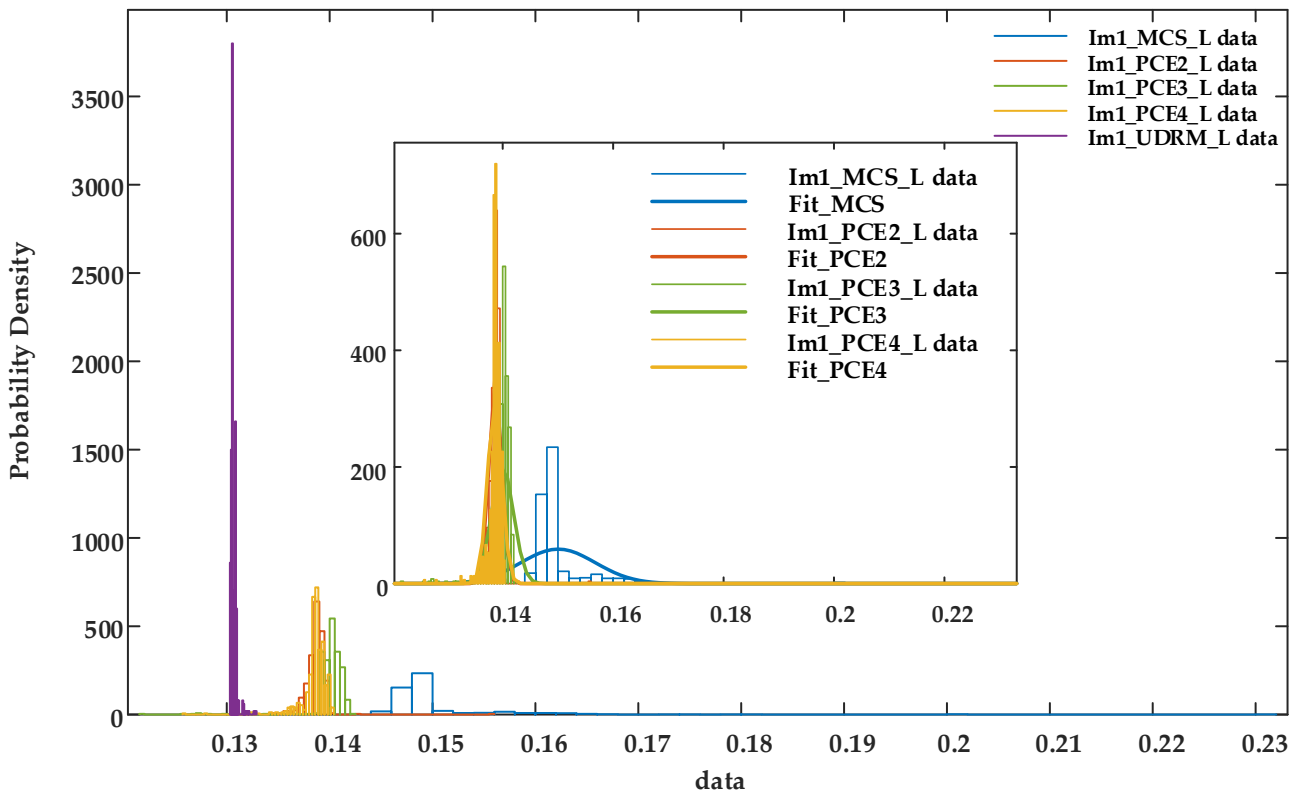 Im1_MCS_L data
Im1_PCE2_L data
Im1_PCE3_L data
Im1_PCE4_L data
Im1_UDRM_L data
3500
3000
2500
2000
1500
1000
500
0
Probability Density
600
400
200
0
Im1_MCS_L data
Fit_MCS
Im1_PCE2_L data
Fit_PCE2
Im1_PCE3_L data
Fit_PCE3
Im1_PCE4_L data
Fit_PCE4
0.14 0.16 0.18 0.2 0.22
0.13 0.14 0.15 0.16 0.17 0.18 0.19 0.2 0.21 0.22 0.23
data